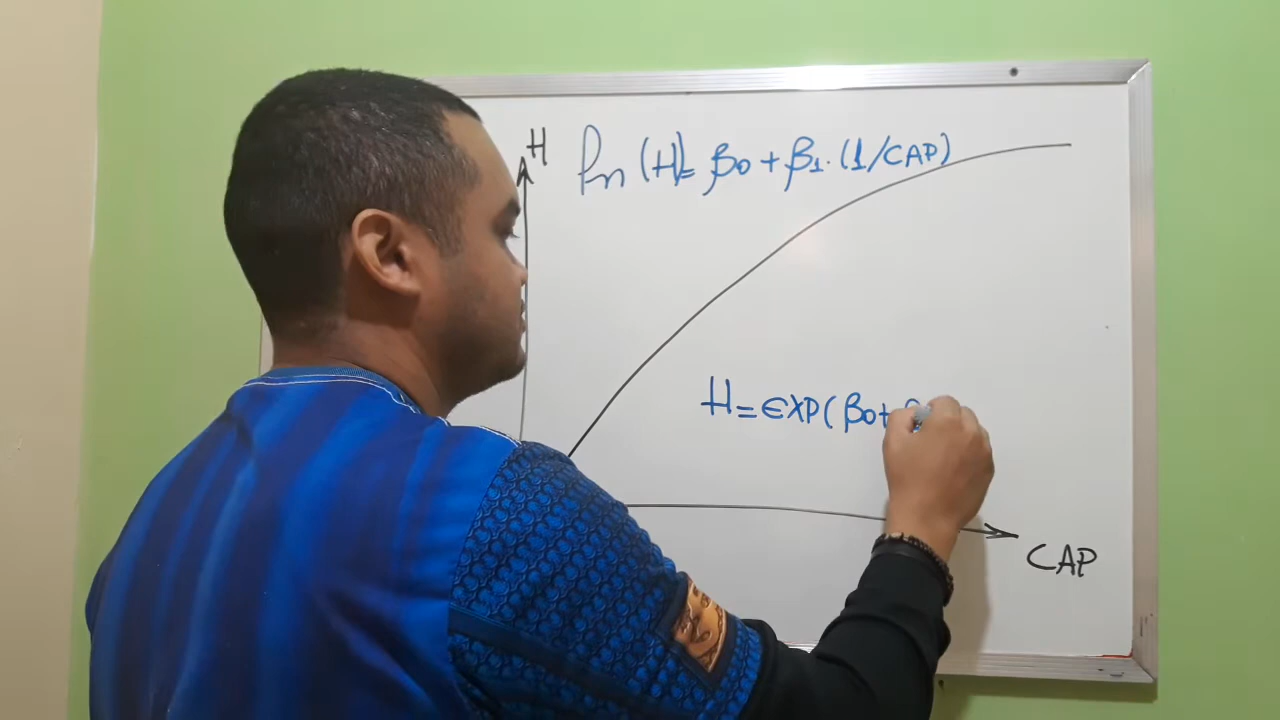 H
ln (H)= β0 + β1. (1/CAP)
H = EXP( β0+
CAP